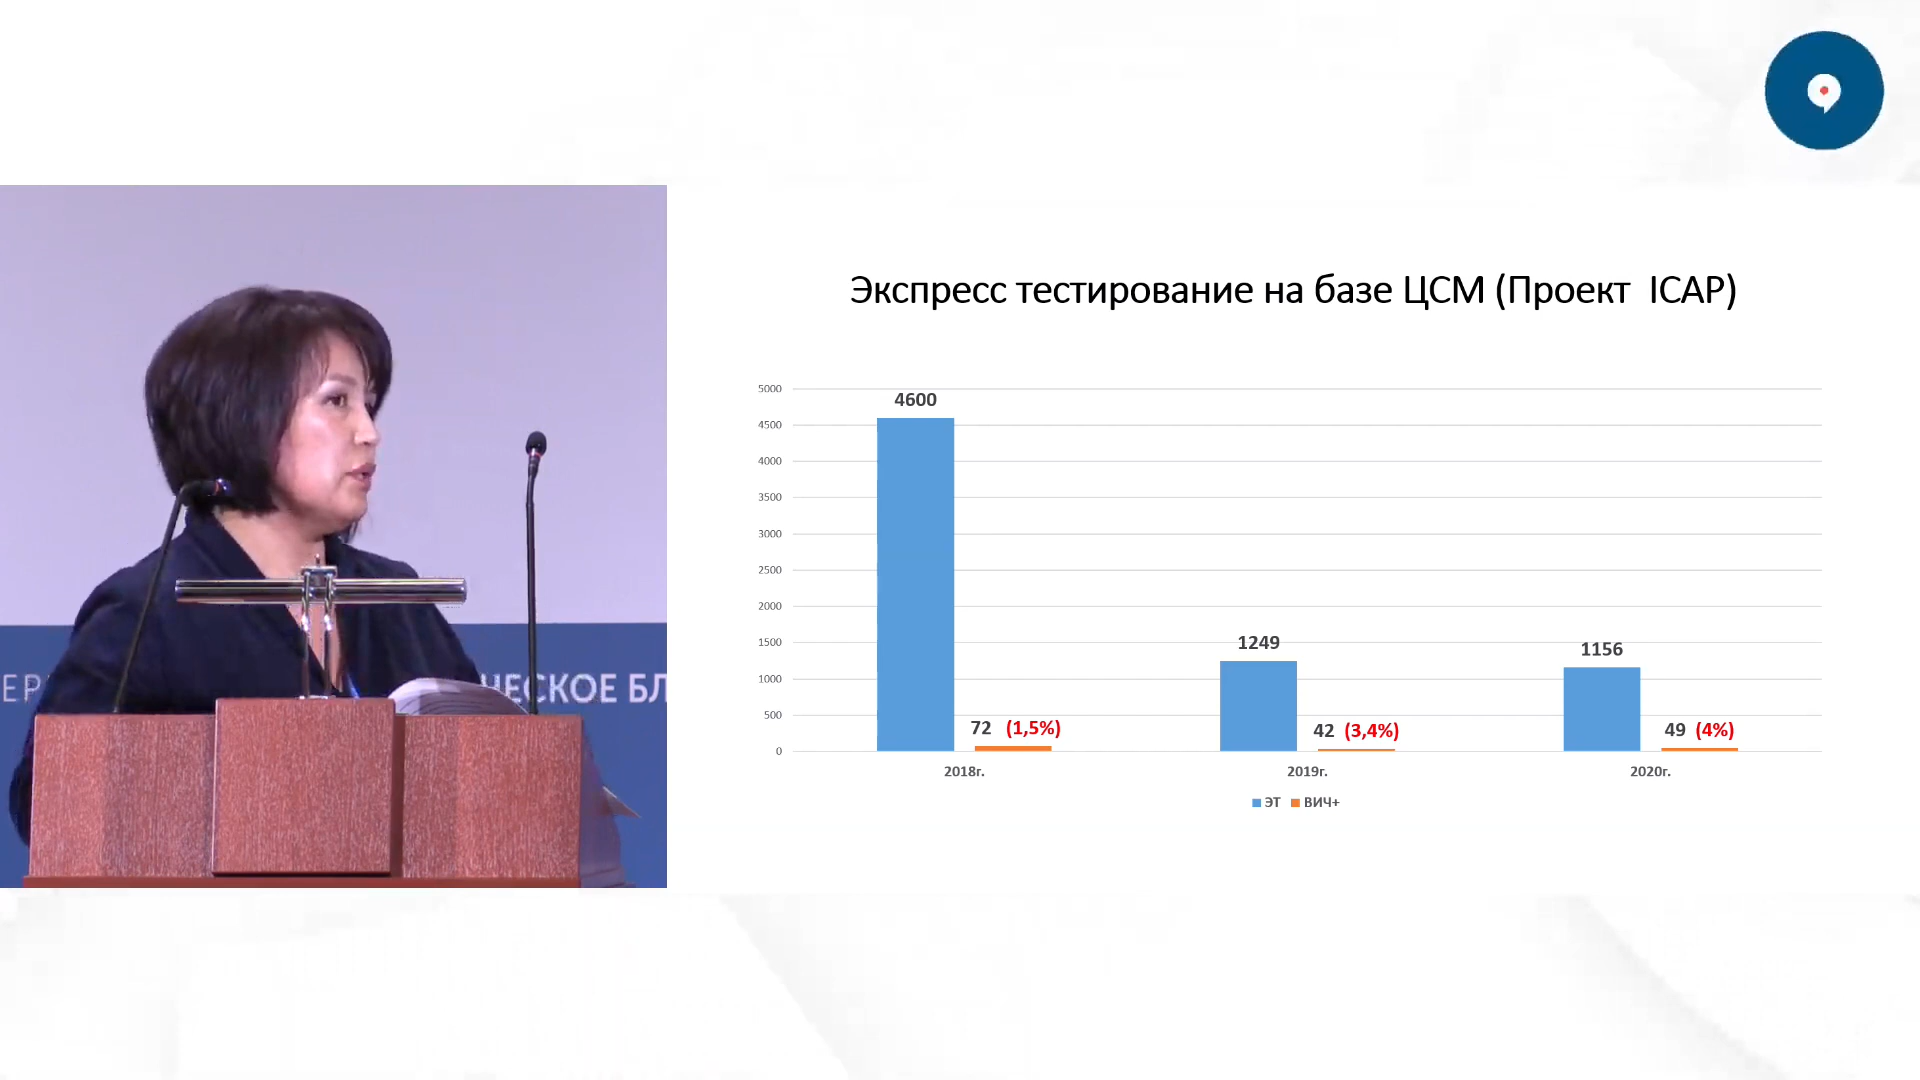 Экспресс тестирование на базе ЦСМ (Проект ICAP)
5000
4500
4000
3500
3000
2500
2000
1500
1000
500
0
4600
72 (1,5%)
1249
42 (3,4%)
1156
49 (4%)
2018г.
2019г.
2020г.
ЭТ ВИЧ+
ЕР
ЧЕСКОЕ БЛ